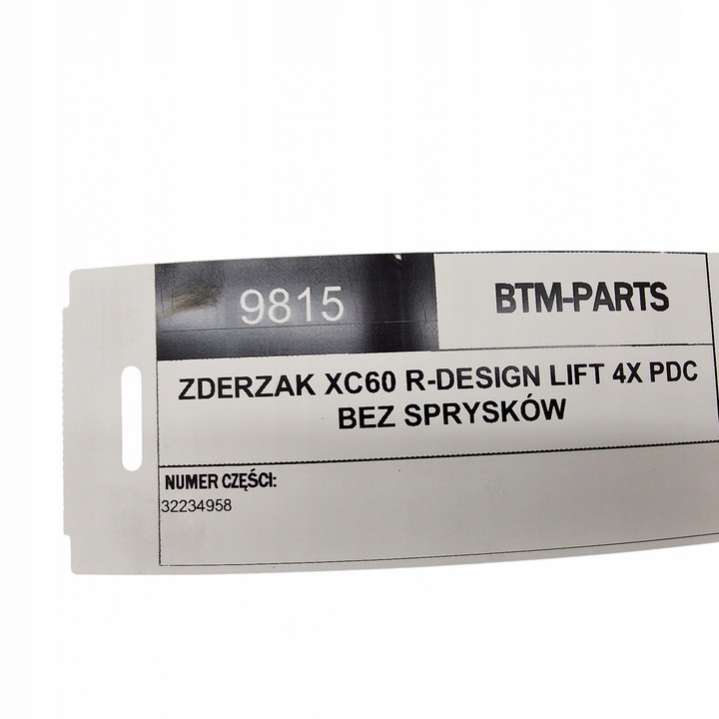 9815
BTM-PARTS
ZDERZAK XC60 R-DESIGN LIFT 4X PDC
BEZ SPRYSKÓW
NUMER CZĘŚCI:
32234958